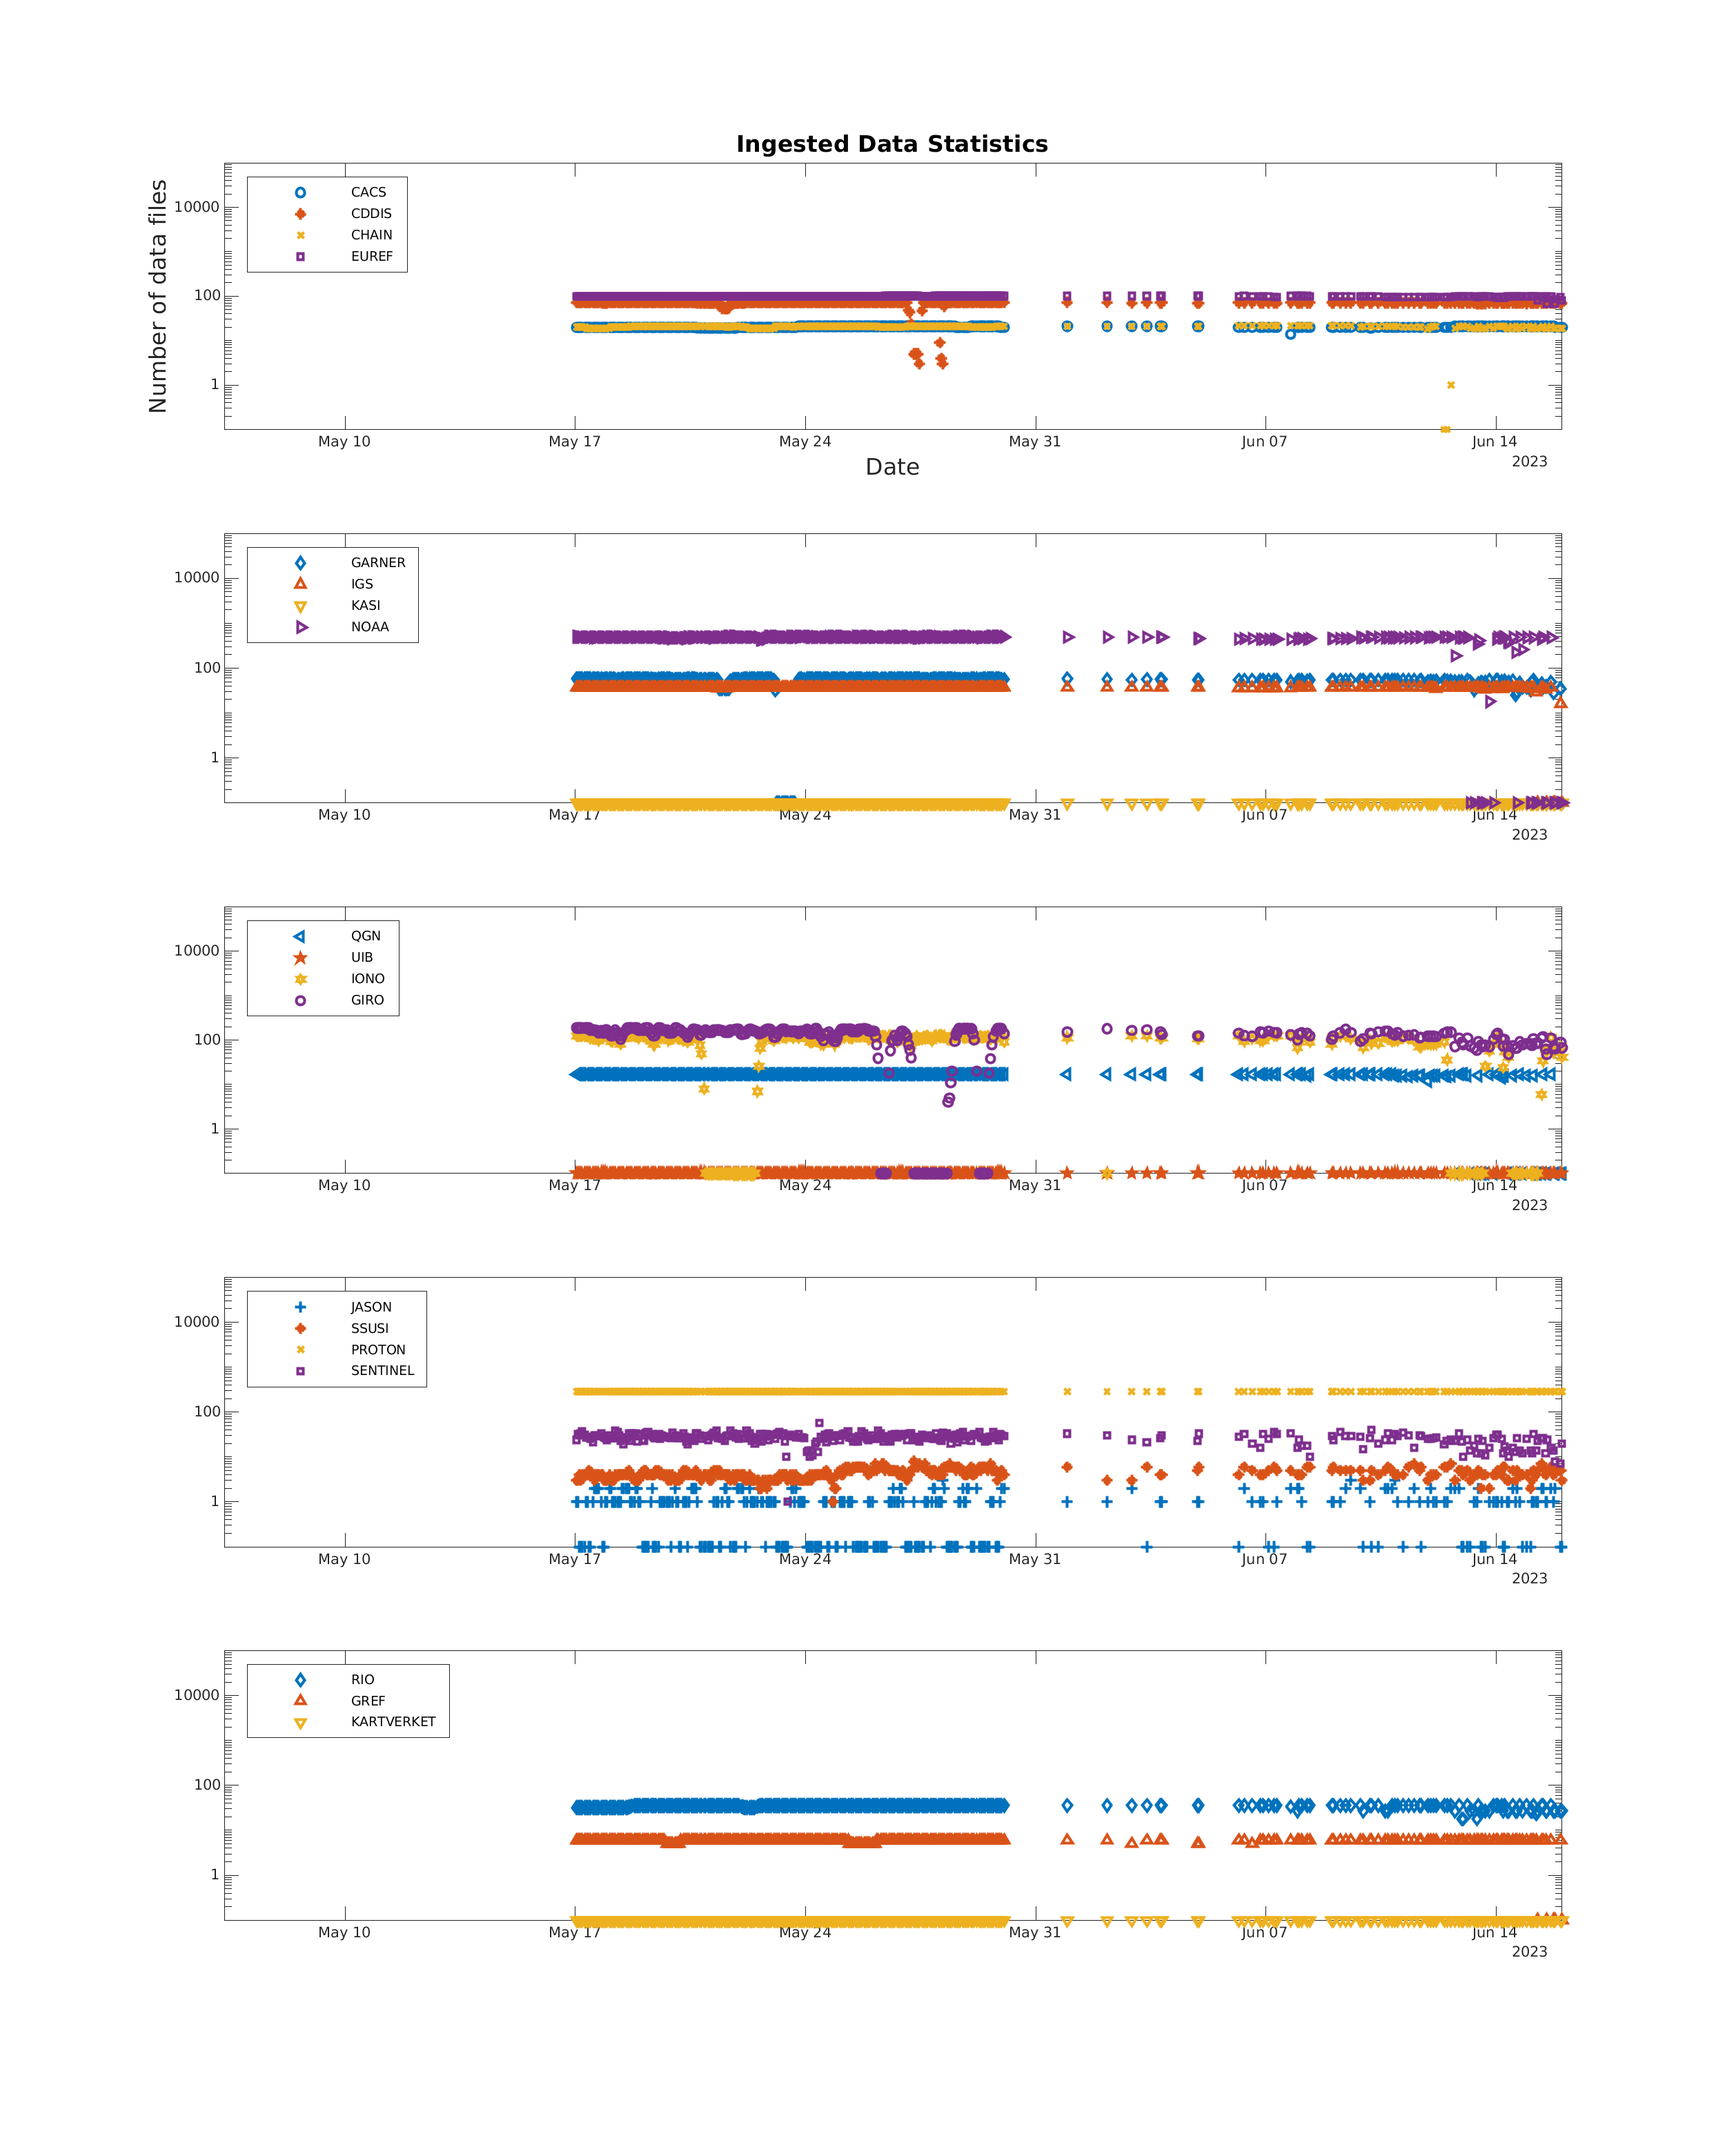 Ingested Data Statistics
Number of data files
10000
100
1
CACS
CDDIS
CHAIN
EUREF
May 10 May 17 May 24 May 31 Jun 07 Jun 14
2023
Date
10000
100
1
GARNER
IGS
KASI
NOAA
May 10 May 17 May 24 May 31 Jun 07 Jun 14
2023
10000
100
1
QGN
UIB
IONO
GIRO
May 10 May 17 May 24 May 31 Jun 07 Jun 14
2023
10000
100
1
JASON
SSUSI
PROTON
SENTINEL
May 10 May 17 May 24 May 31 Jun 07 Jun 14
2023
10000
100
1
RIO
GREF
KARTVERKET
May 10 May 17 May 24 May 31 Jun 07 Jun 14
2023